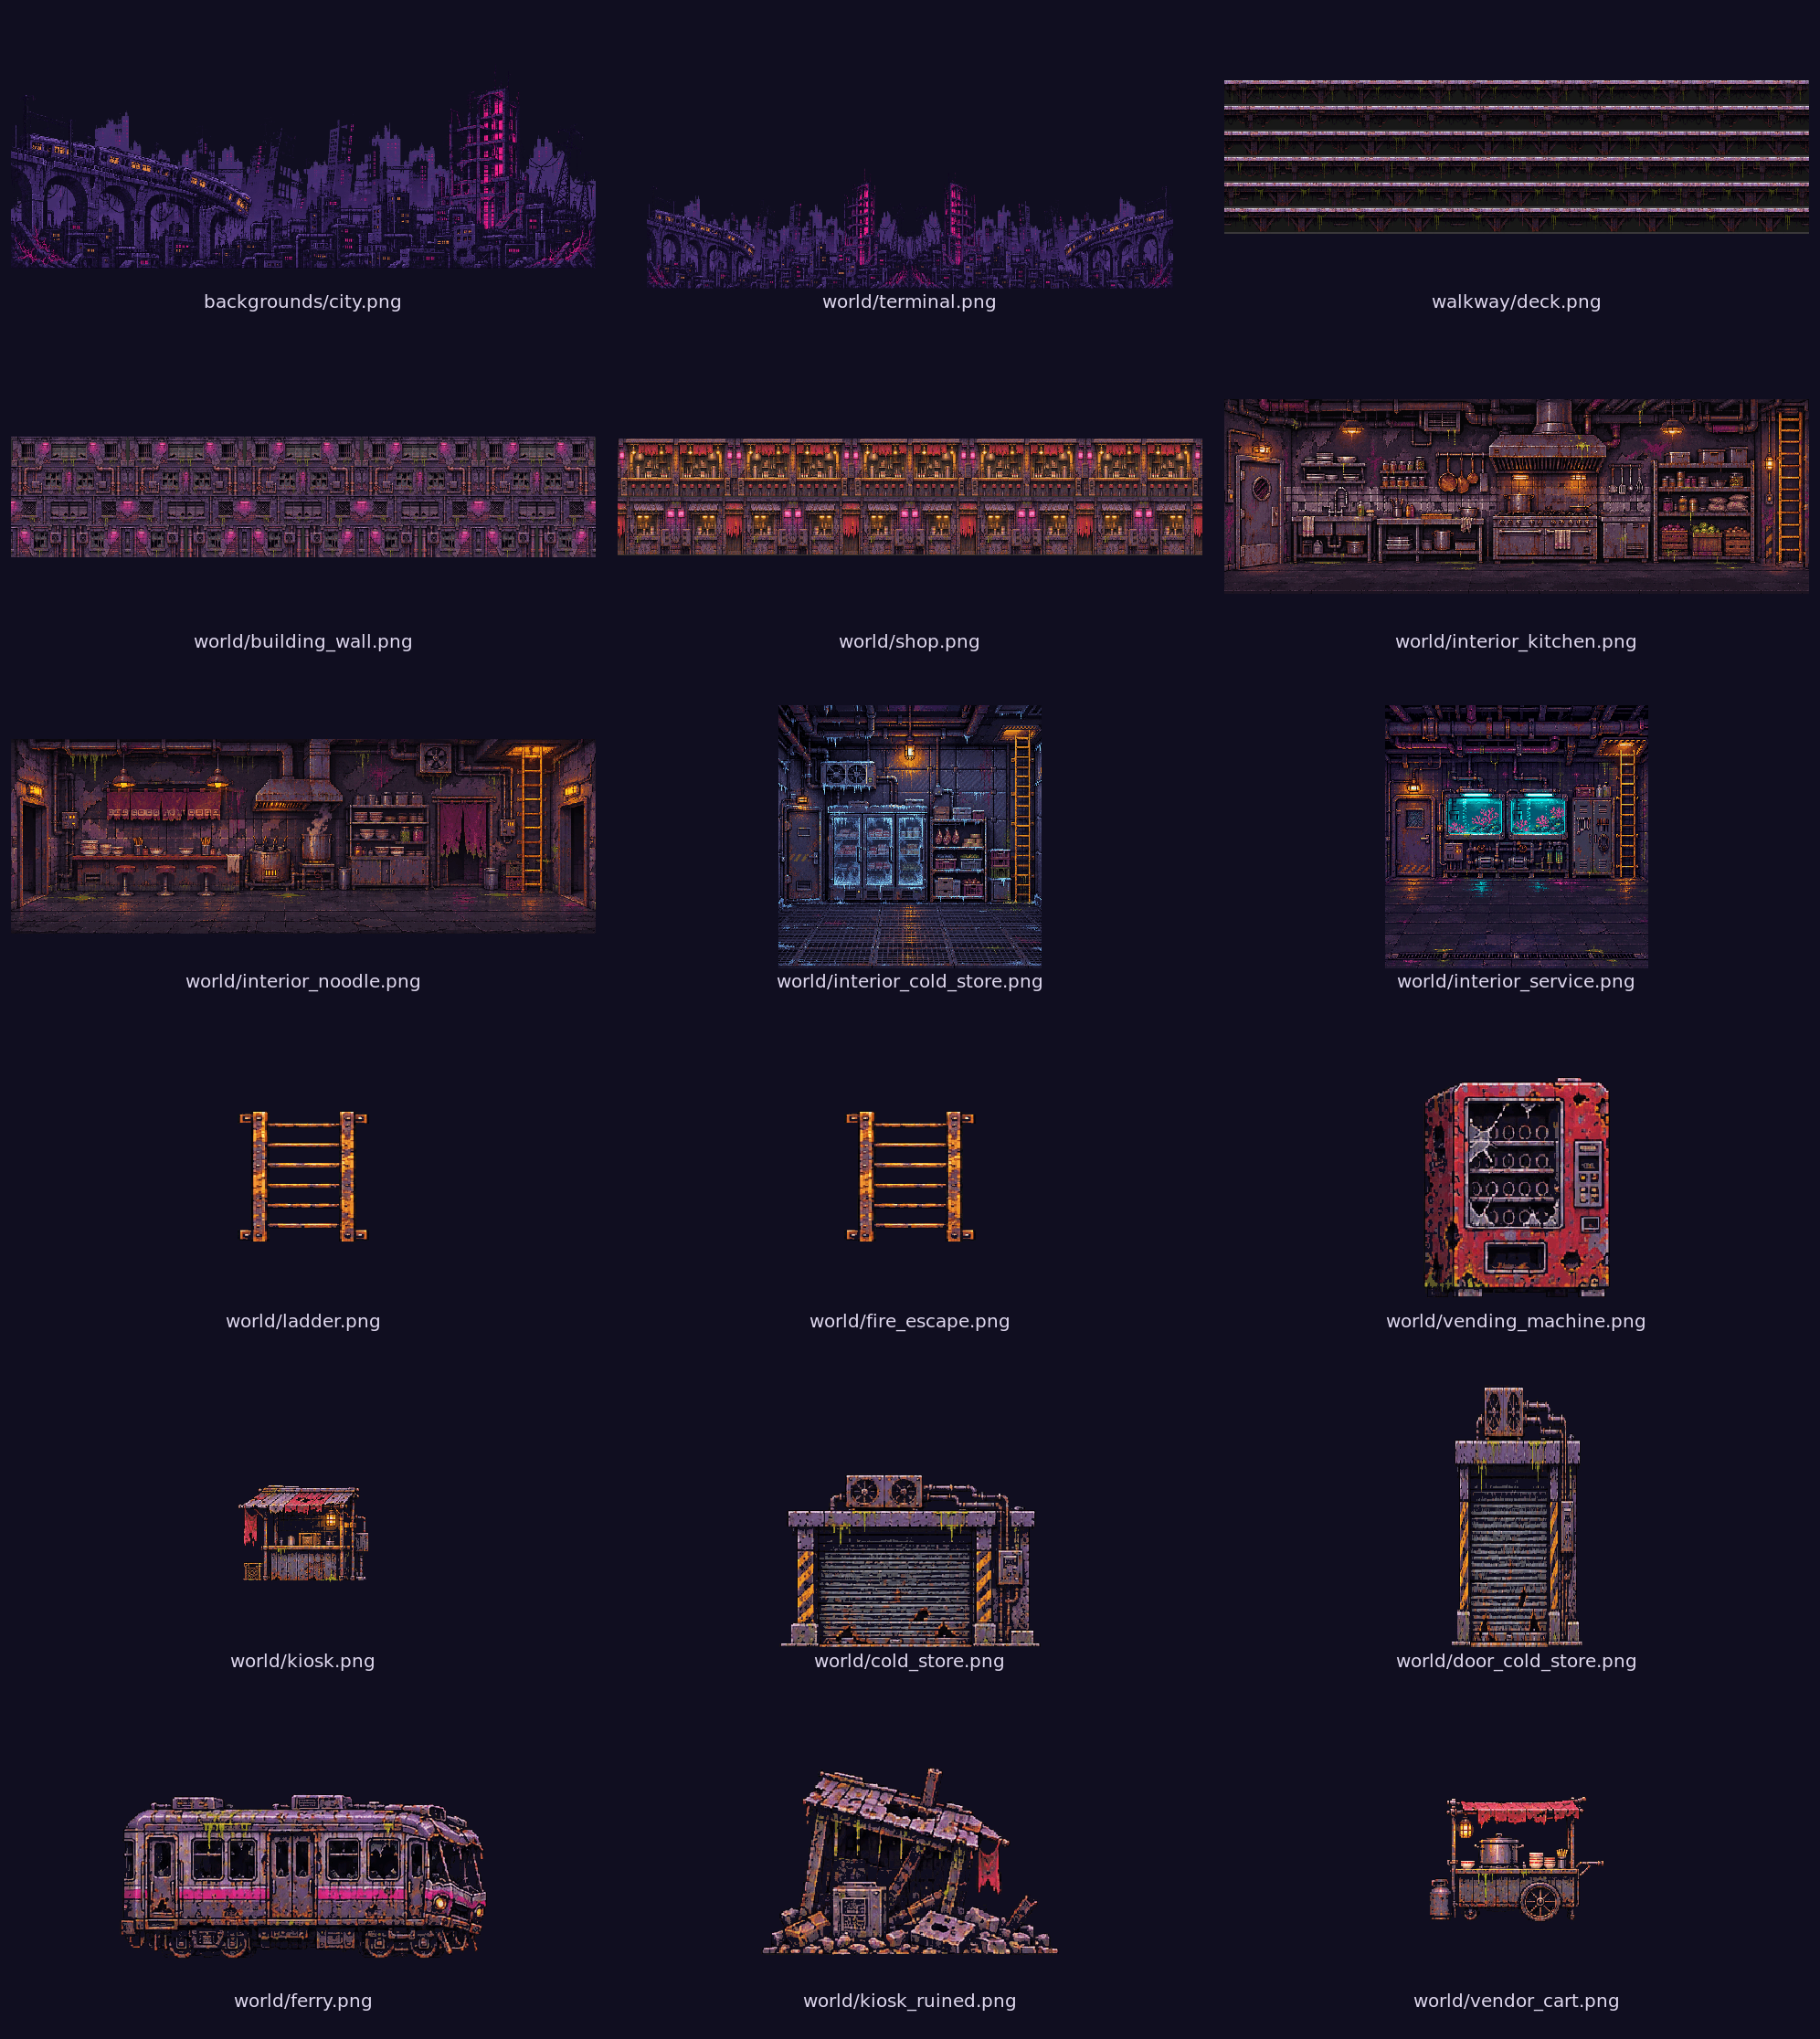 backgrounds/city.png
world/terminal.png
walkway/deck.png
world/building_wall.png
world/shop.png
world/interior_kitchen.png
world/interior_noodle.png
world/interior_cold_store.png
world/interior_service.png
world/ladder.png
world/fire_escape.png
world/vending_machine.png
world/kiosk.png
world/cold_store.png
world/door_cold_store.png
world/ferry.png
world/kiosk_ruined.png
world/vendor_cart.png